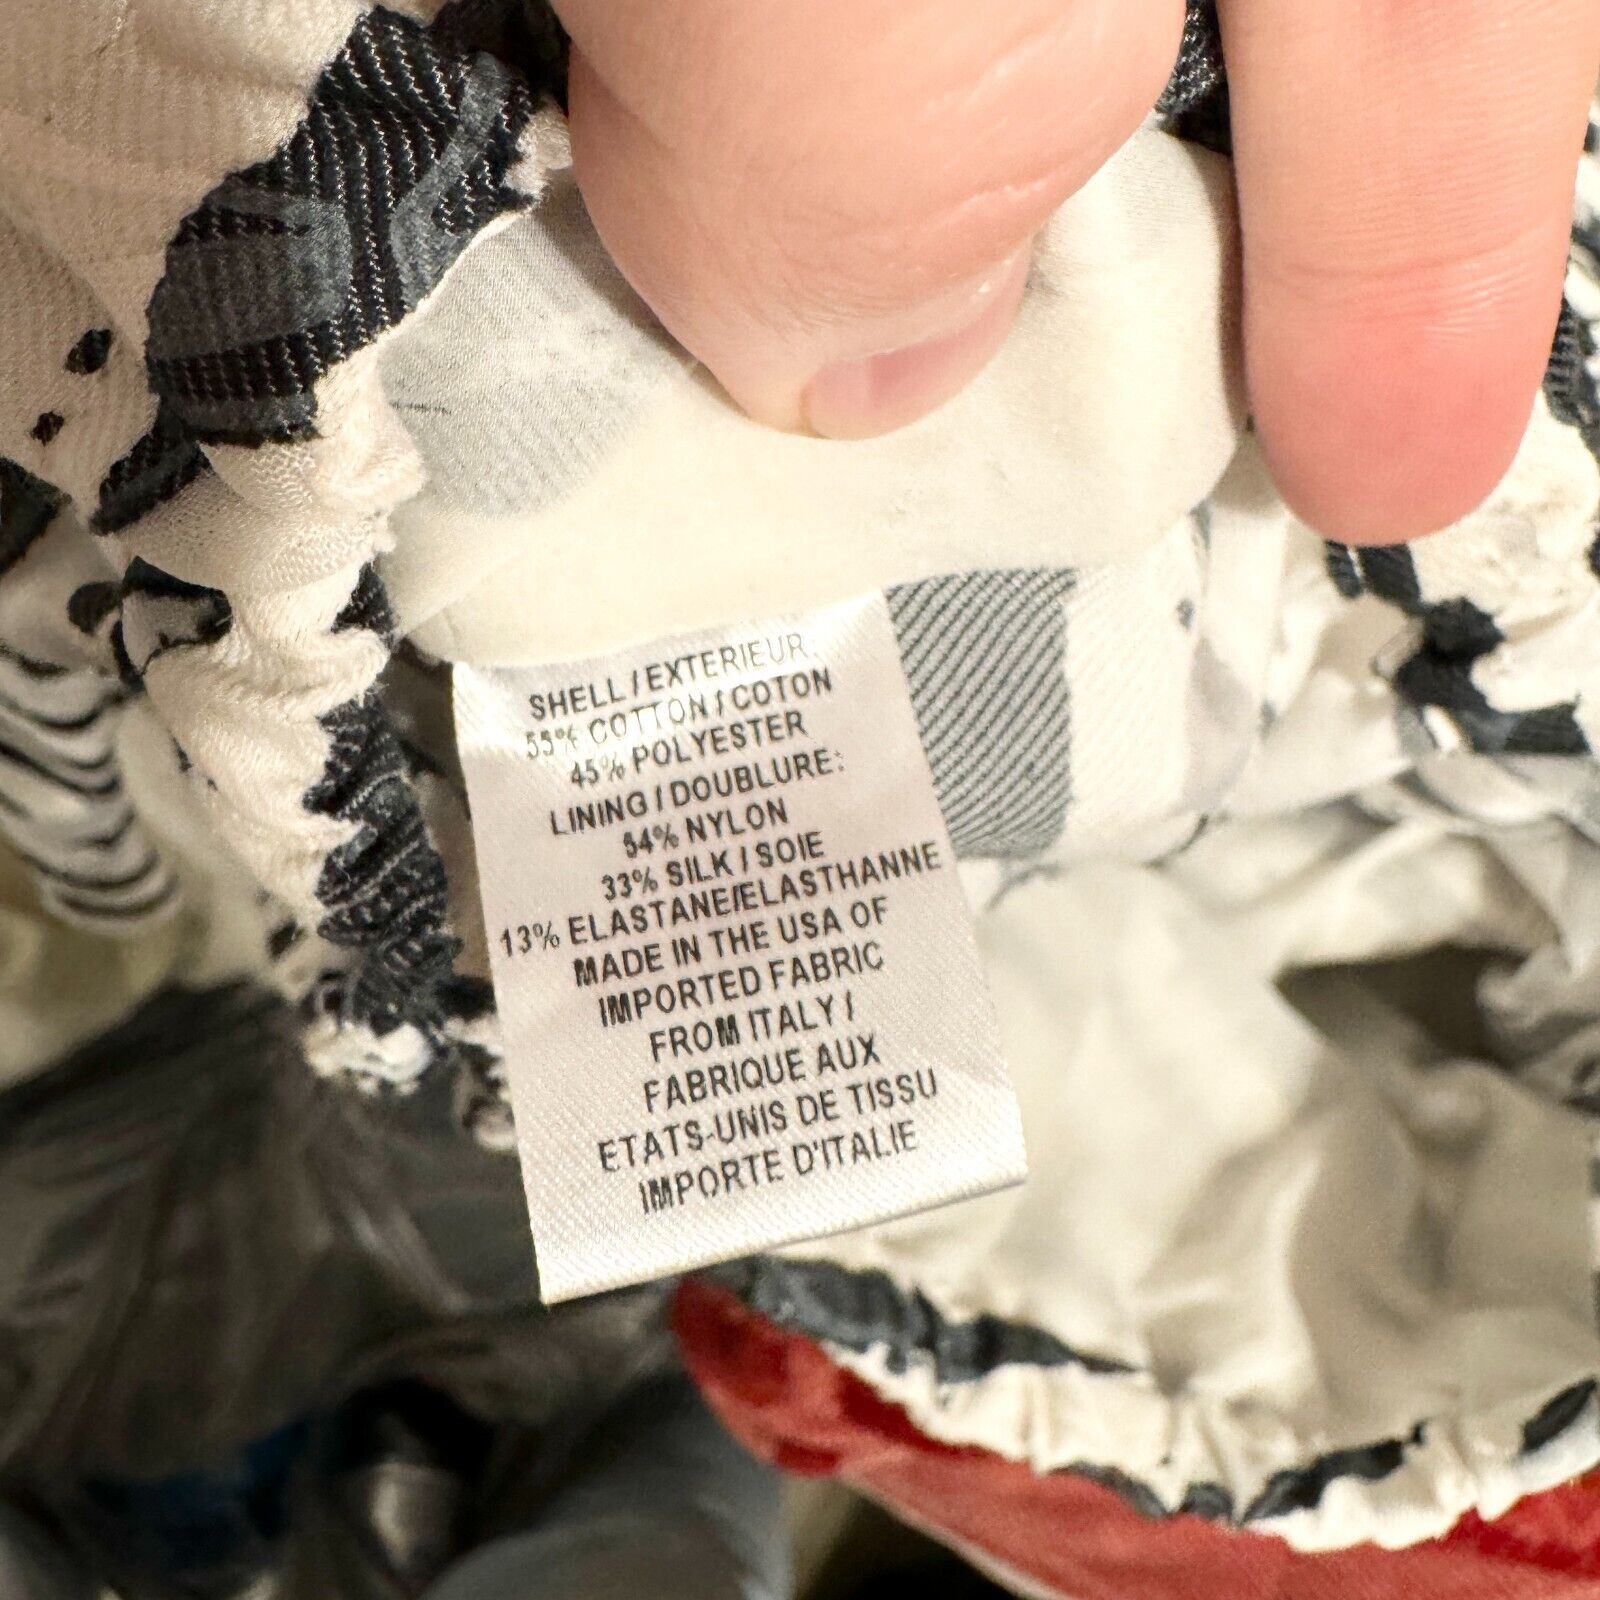 SHELL / EXTERIEUR:
55% COTTON / COTON
45% POLYESTER
LINING / DOUBLURE:
54% NYLON
33% SILK / SOIE
13% ELASTANE/ELASTHANNE
MADE IN THE USA OF
IMPORTED FABRIC
FROM ITALY /
FABRIQUE AUX
ETATS-UNIS DE TISSU
IMPORTE D'ITALIE